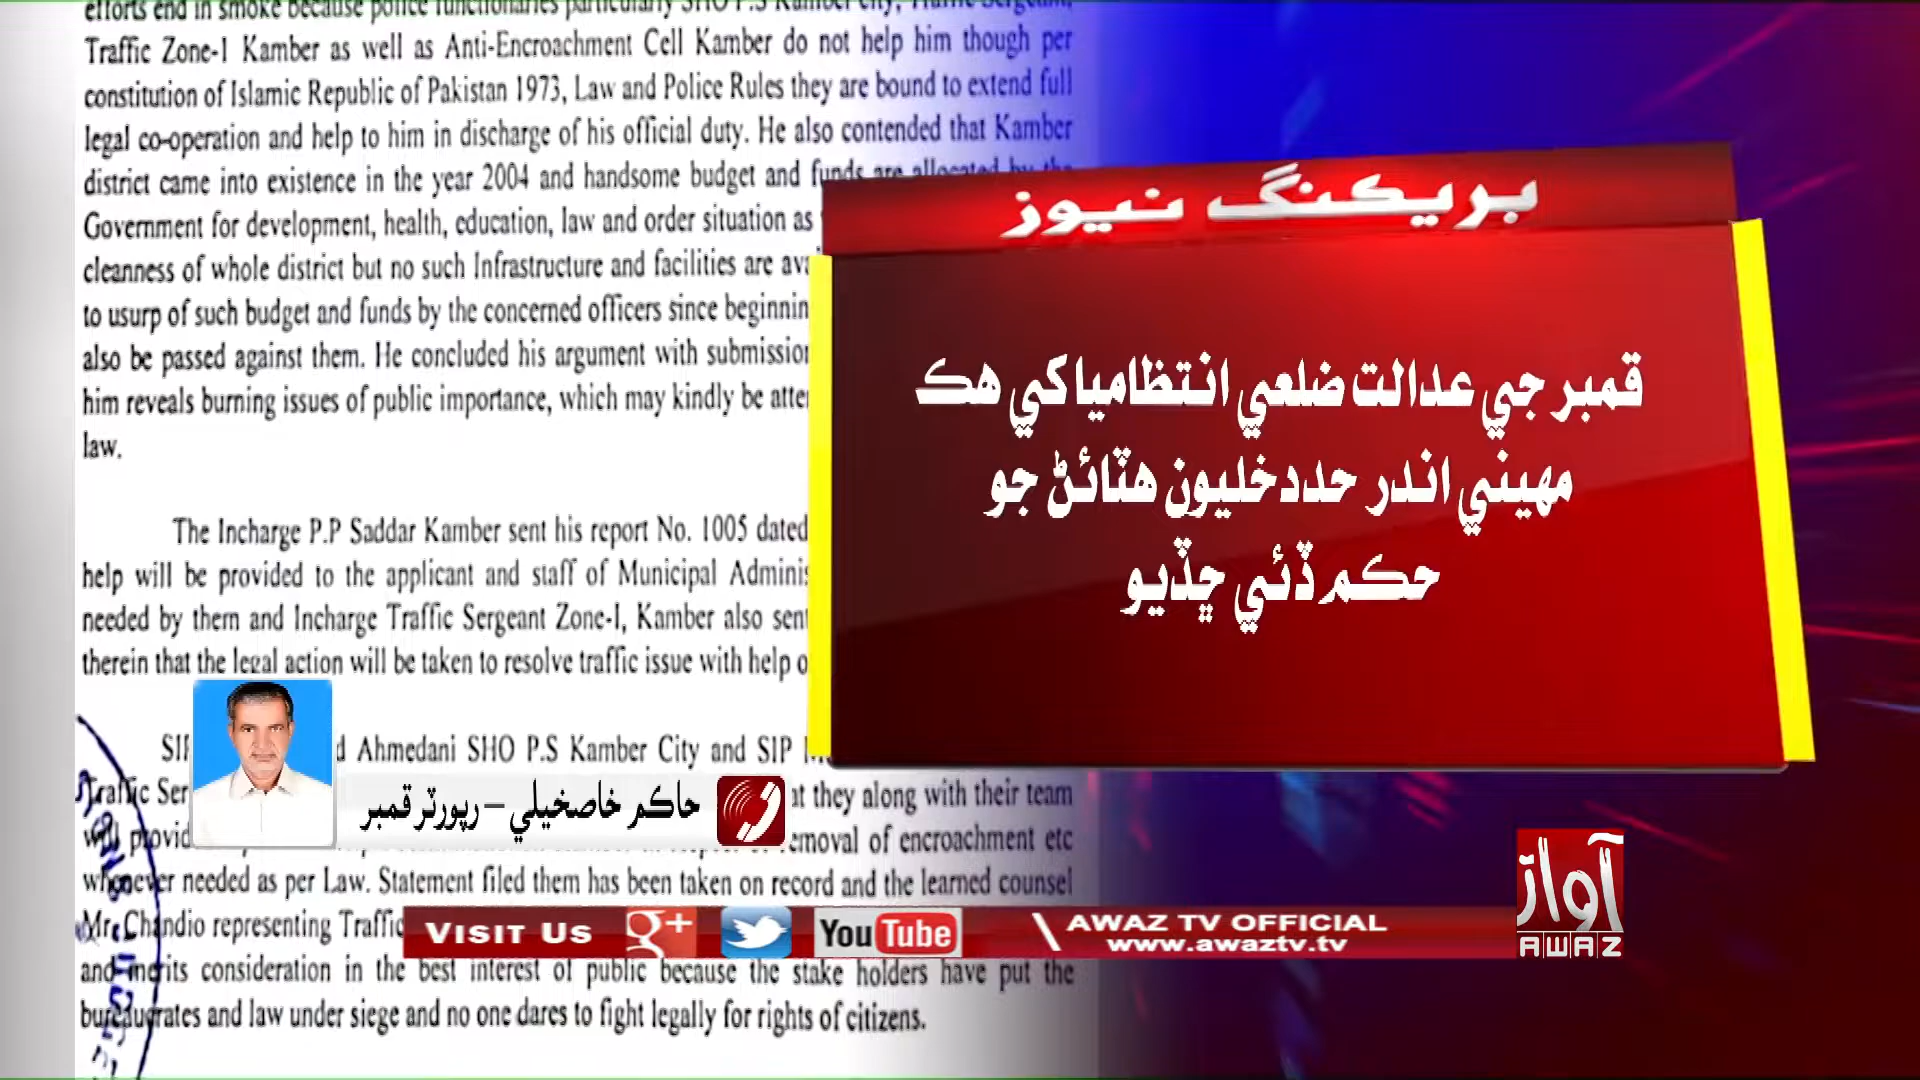 efforts end in smoke because police functionaries particularly SHO P.S Kamber City, Traffic Sergeant,
Traffic Zone-I Kamber as well as Anti-Encroachment Cell Kamber do not help him though per
constitution of Islamic Republic of Pakistan 1973, Law and Police Rules they are bound to extend full
legal co-operation and help to him in discharge of his official duty. He also contended that Kamber
district came into existence in the year 2004 and handsome budget and funds are allocated by the
Government for development, health, education, law and order situation as
cleanness of whole district but no such Infrastructure and facilities are
to usurp of such budget and funds by the concerned officers since
also be passed against them. He concluded his argument with
him reveals burning issues of public importance, which may kindly be
law.
The Incharge P.P Saddar Kamber sent his report No. 1005 dated
help will be provided to the applicant and staff of Municipal
needed by them and Incharge Traffic Sergeant Zone-I, Kamber also sent
therein that the legal action will be taken to resolve traffic issue with help
Ahmedani SHO P.S Kamber City and SIP
Traffic at they along with their team
removal of encroachment etc
whenever needed as per Law. Statement filed them has been taken on record and the learned counsel
Mr. Chandio representing
and merits consideration in the best interest of public because the stake holders have put the
bureaucrates and law under siege and no one dares to fight legally for rights of citizens.
بريڪنگ نيوز
قمبر جي عدالت ضلعي انتظاميا کي هڪ
مهيني اندر حددخليون هٽائڻ جو
حڪم ڏئي ڇڏيو
حاڪم خاصخيلي – رپورٽر قمبر
VISIT US g+ YouTube AWAZ TV OFFICIAL
www.awaztv.tv
آواز
AWAZ